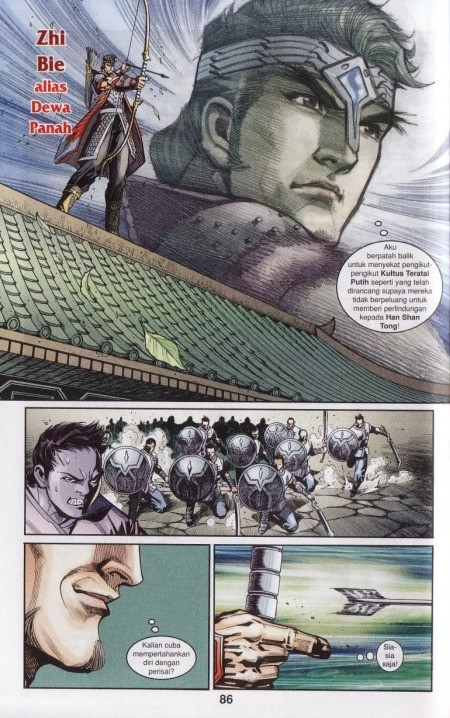 Zhi
Bie
alias
Dewa
Panah
Aku
berpatah balik
untuk menyekat pengikut-
pengikut Kultus Teratai
Putih seperti yang telah
dirancang supaya mereka
tidak berpeluang untuk
memberi perlindungan
kepada Han Shan
Tong!
Kalian cuba
mempertahankan
diri dengan
perisai?
Sia-
sia
saja!
86